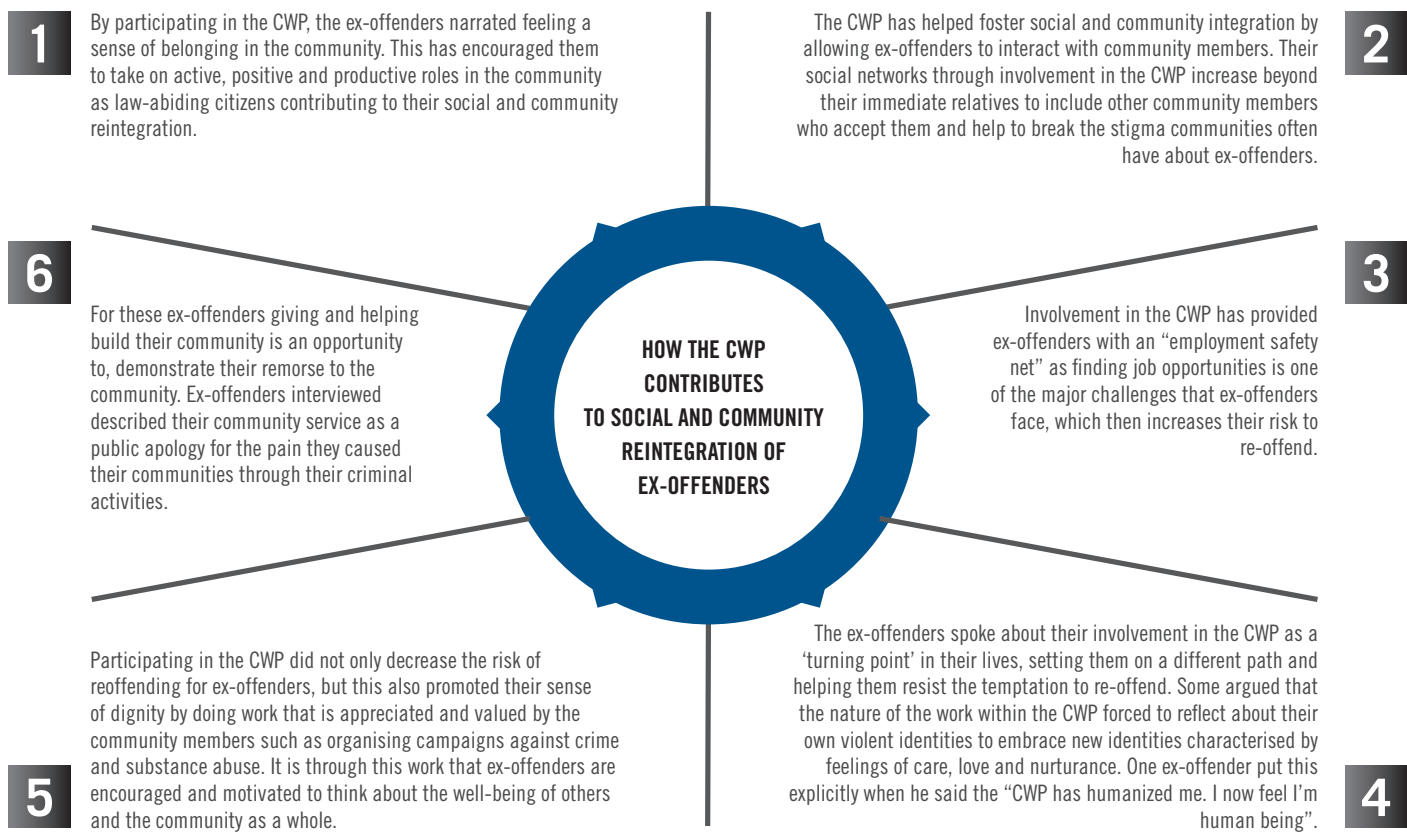 1
By participating in the CWP, the ex-offenders narrated feeling a
sense of belonging in the community. This has encouraged them
to take on active, positive and productive roles in the community
as law-abiding citizens contributing to their social and community
reintegration.
2
The CWP has helped foster social and community integration by
allowing ex-offenders to interact with community members. Their
social networks through involvement in the CWP increase beyond
their immediate relatives to include other community members
who accept them and help to break the stigma communities often
have about ex-offenders.
3
Involvement in the CWP has provided
ex-offenders with an “employment safety
net” as finding job opportunities is one
of the major challenges that ex-offenders
face, which then increases their risk to
re-offend.
4
The ex-offenders spoke about their involvement in the CWP as a
‘turning point’ in their lives, setting them on a different path and
helping them resist the temptation to re-offend. Some argued that
the nature of the work within the CWP forced to reflect about their
own violent identities to embrace new identities characterised by
feelings of care, love and nurturance. One ex-offender put this
explicitly when he said the “CWP has humanized me. I now feel I’m
human being”.
5
Participating in the CWP did not only decrease the risk of
reoffending for ex-offenders, but this also promoted their sense
of dignity by doing work that is appreciated and valued by the
community members such as organising campaigns against crime
and substance abuse. It is through this work that ex-offenders are
encouraged and motivated to think about the well-being of others
and the community as a whole.
6
For these ex-offenders giving and helping
build their community is an opportunity
to, demonstrate their remorse to the
community. Ex-offenders interviewed
described their community service as a
public apology for the pain they caused
their communities through their criminal
activities.
HOW THE CWP
CONTRIBUTES
TO SOCIAL AND COMMUNITY
REINTEGRATION OF
EX-OFFENDERS